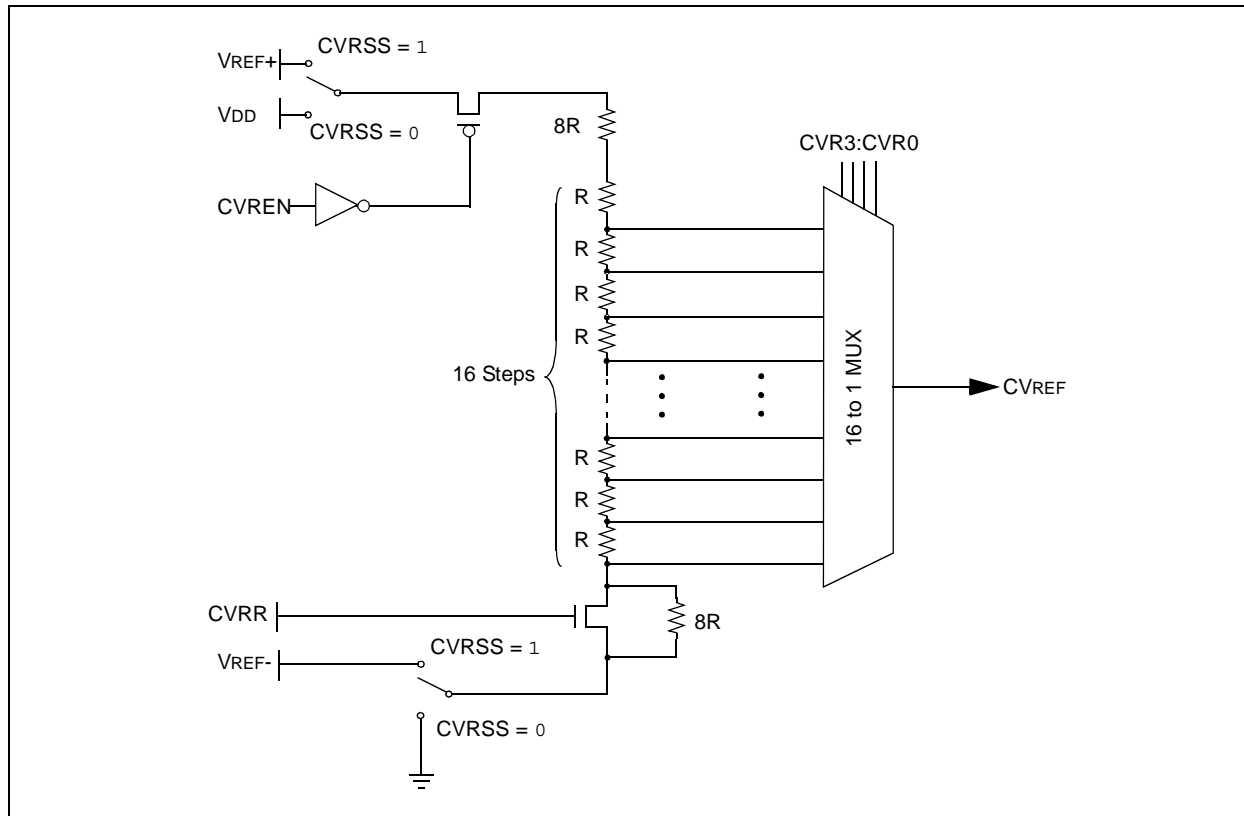 CVRSS = 1
VREF+
VDD
CVRSS = 0
8R
CVR3:CVR0
CVREN
R
R
R
R
16 Steps
16 to 1 MUX
CVREF
R
R
R
CVRR
8R
CVRSS = 1
VREF-
CVRSS = 0